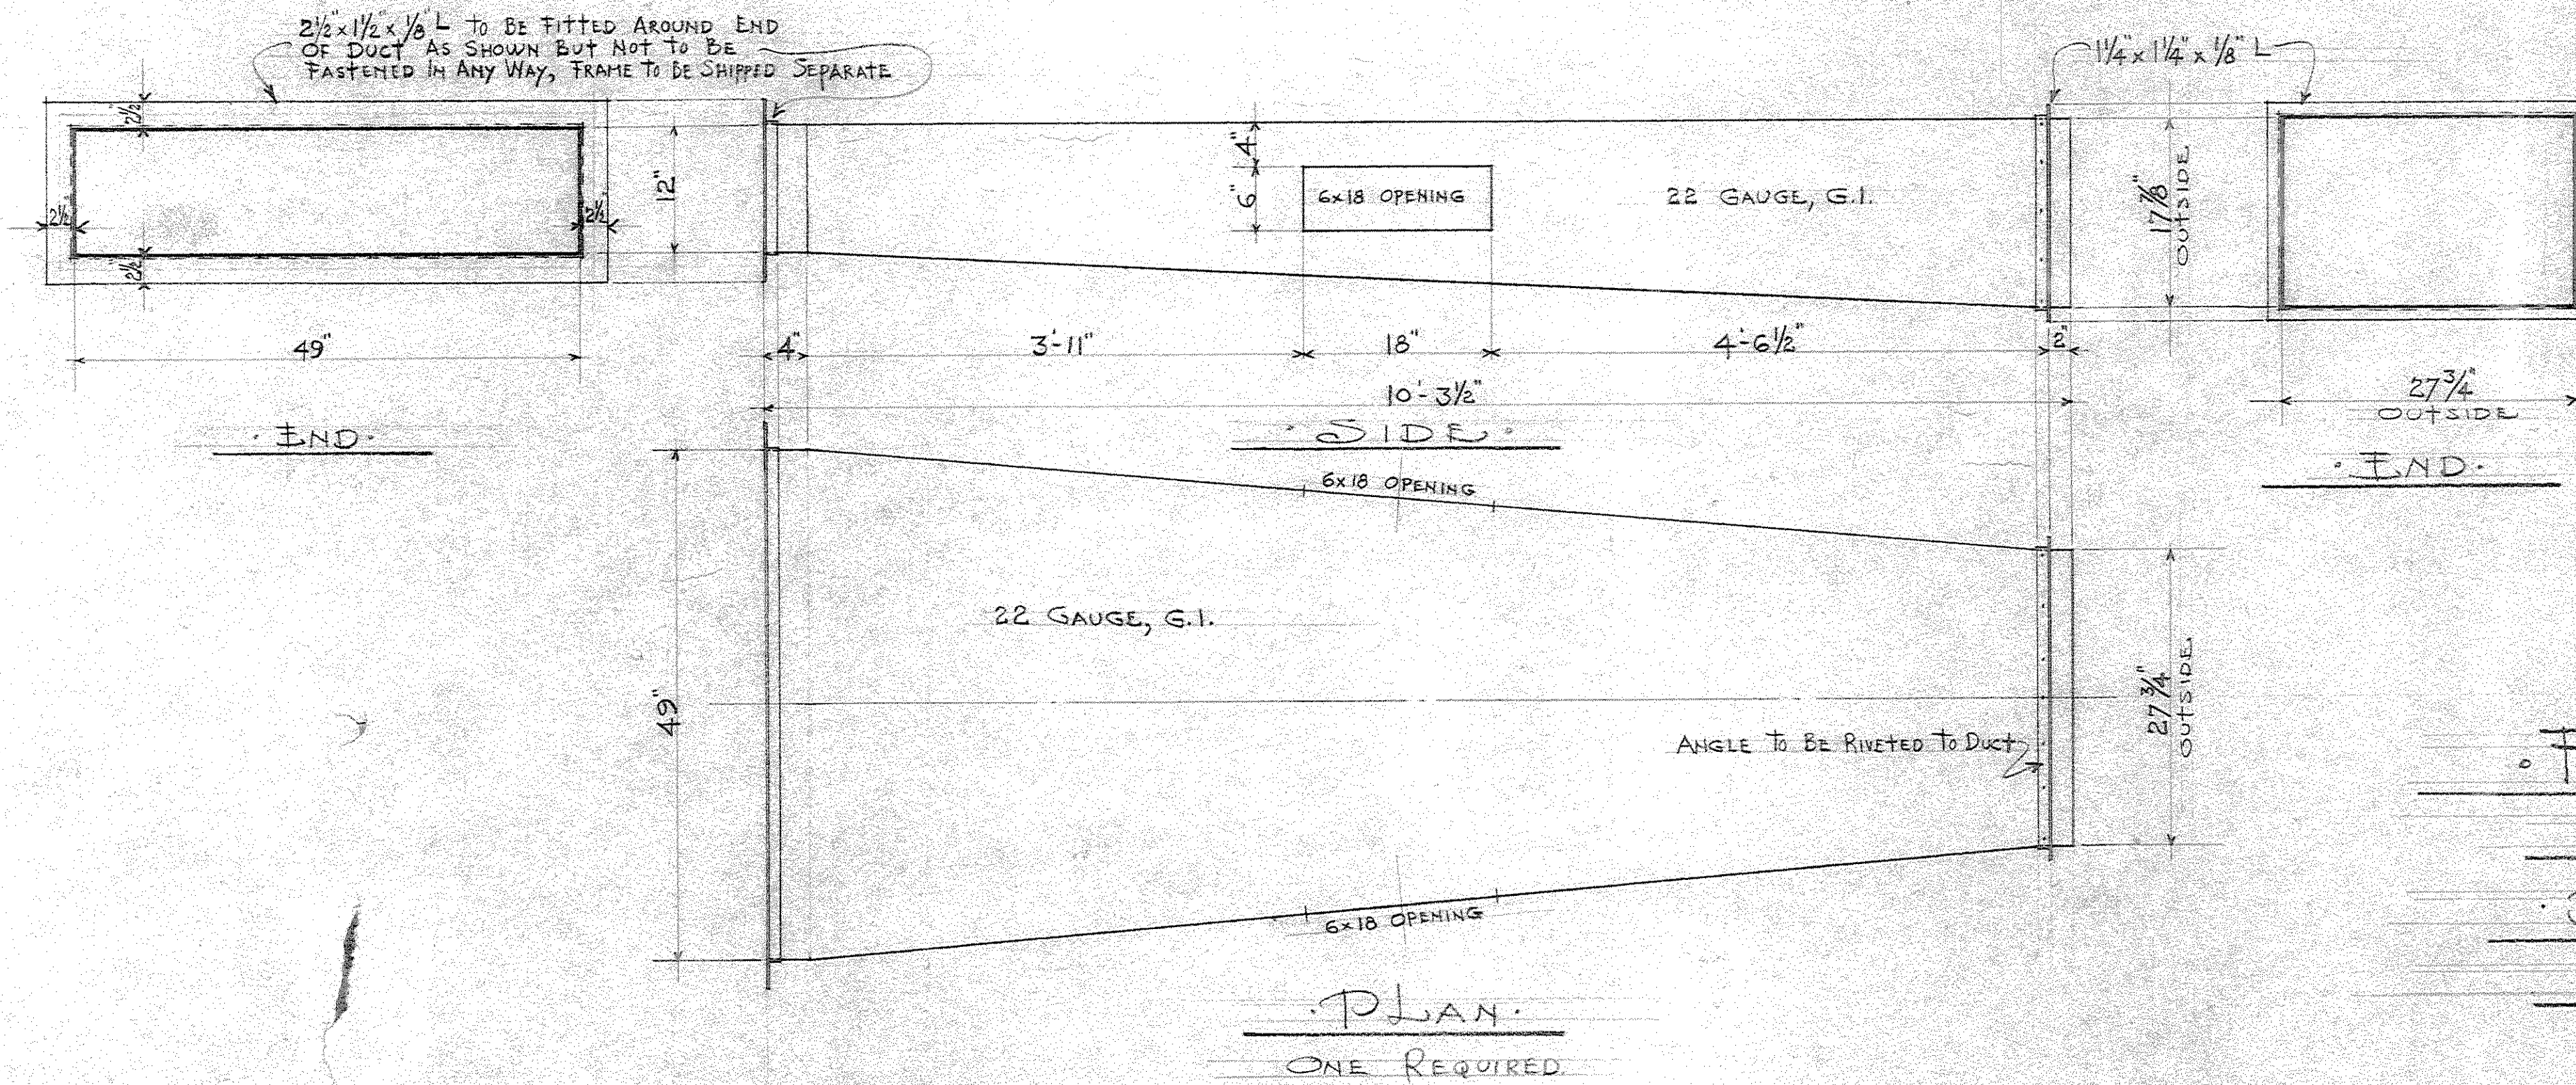 2½"x1½"x⅛" L TO BE FITTED AROUND END
OF DUCT AS SHOWN BUT NOT TO BE
FASTENED IN ANY WAY, FRAME TO BE SHIPPED SEPARATE
1¼"x1¼"x⅛" L
2½"
2½"
2½"
2½"
12"
4"
6"
6x18 OPENING
22 GAUGE, G.I.
17⅞"
OUTSIDE
49"
4"
3'-11"
18"
4'-6½"
2"
10'-3½"
27¾"
OUTSIDE
·END·
·SIDE·
·END·
6x18 OPENING
22 GAUGE, G.I.
49"
27¾"
OUTSIDE
ANGLE TO BE RIVETED TO DUCT
6x18 OPENING
·PLAN·
ONE REQUIRED